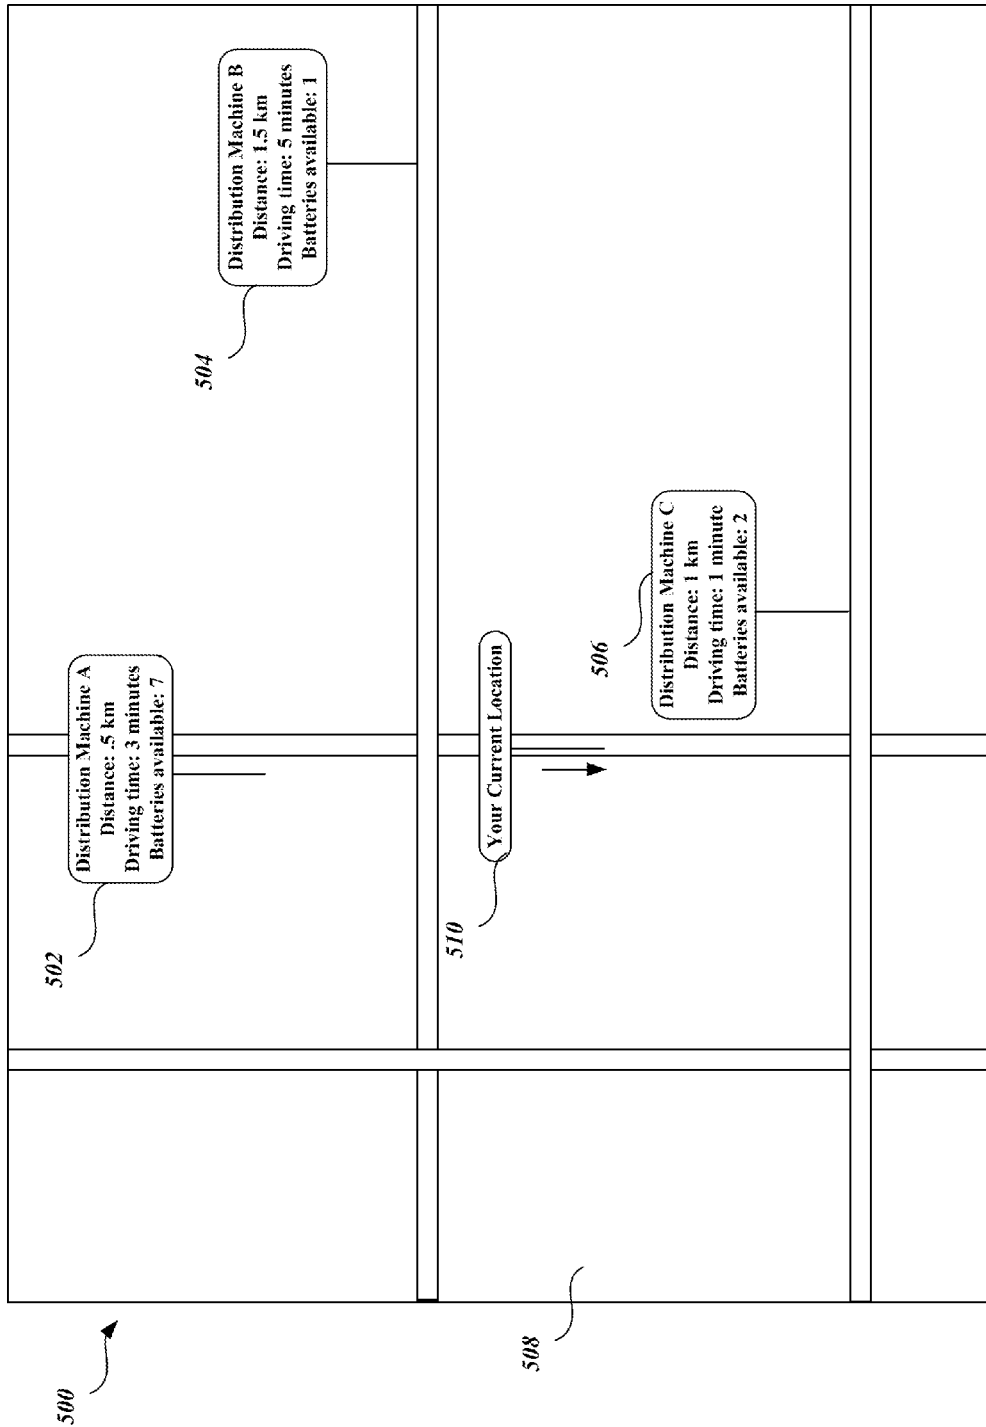 500
502
Distribution Machine A
Distance: .5 km
Driving time: 3 minutes
Batteries available: 7
504
Distribution Machine B
Distance: 1.5 km
Driving time: 5 minutes
Batteries available: 1
510
Your Current Location
506
Distribution Machine C
Distance: 1 km
Driving time: 1 minute
Batteries available: 2
508